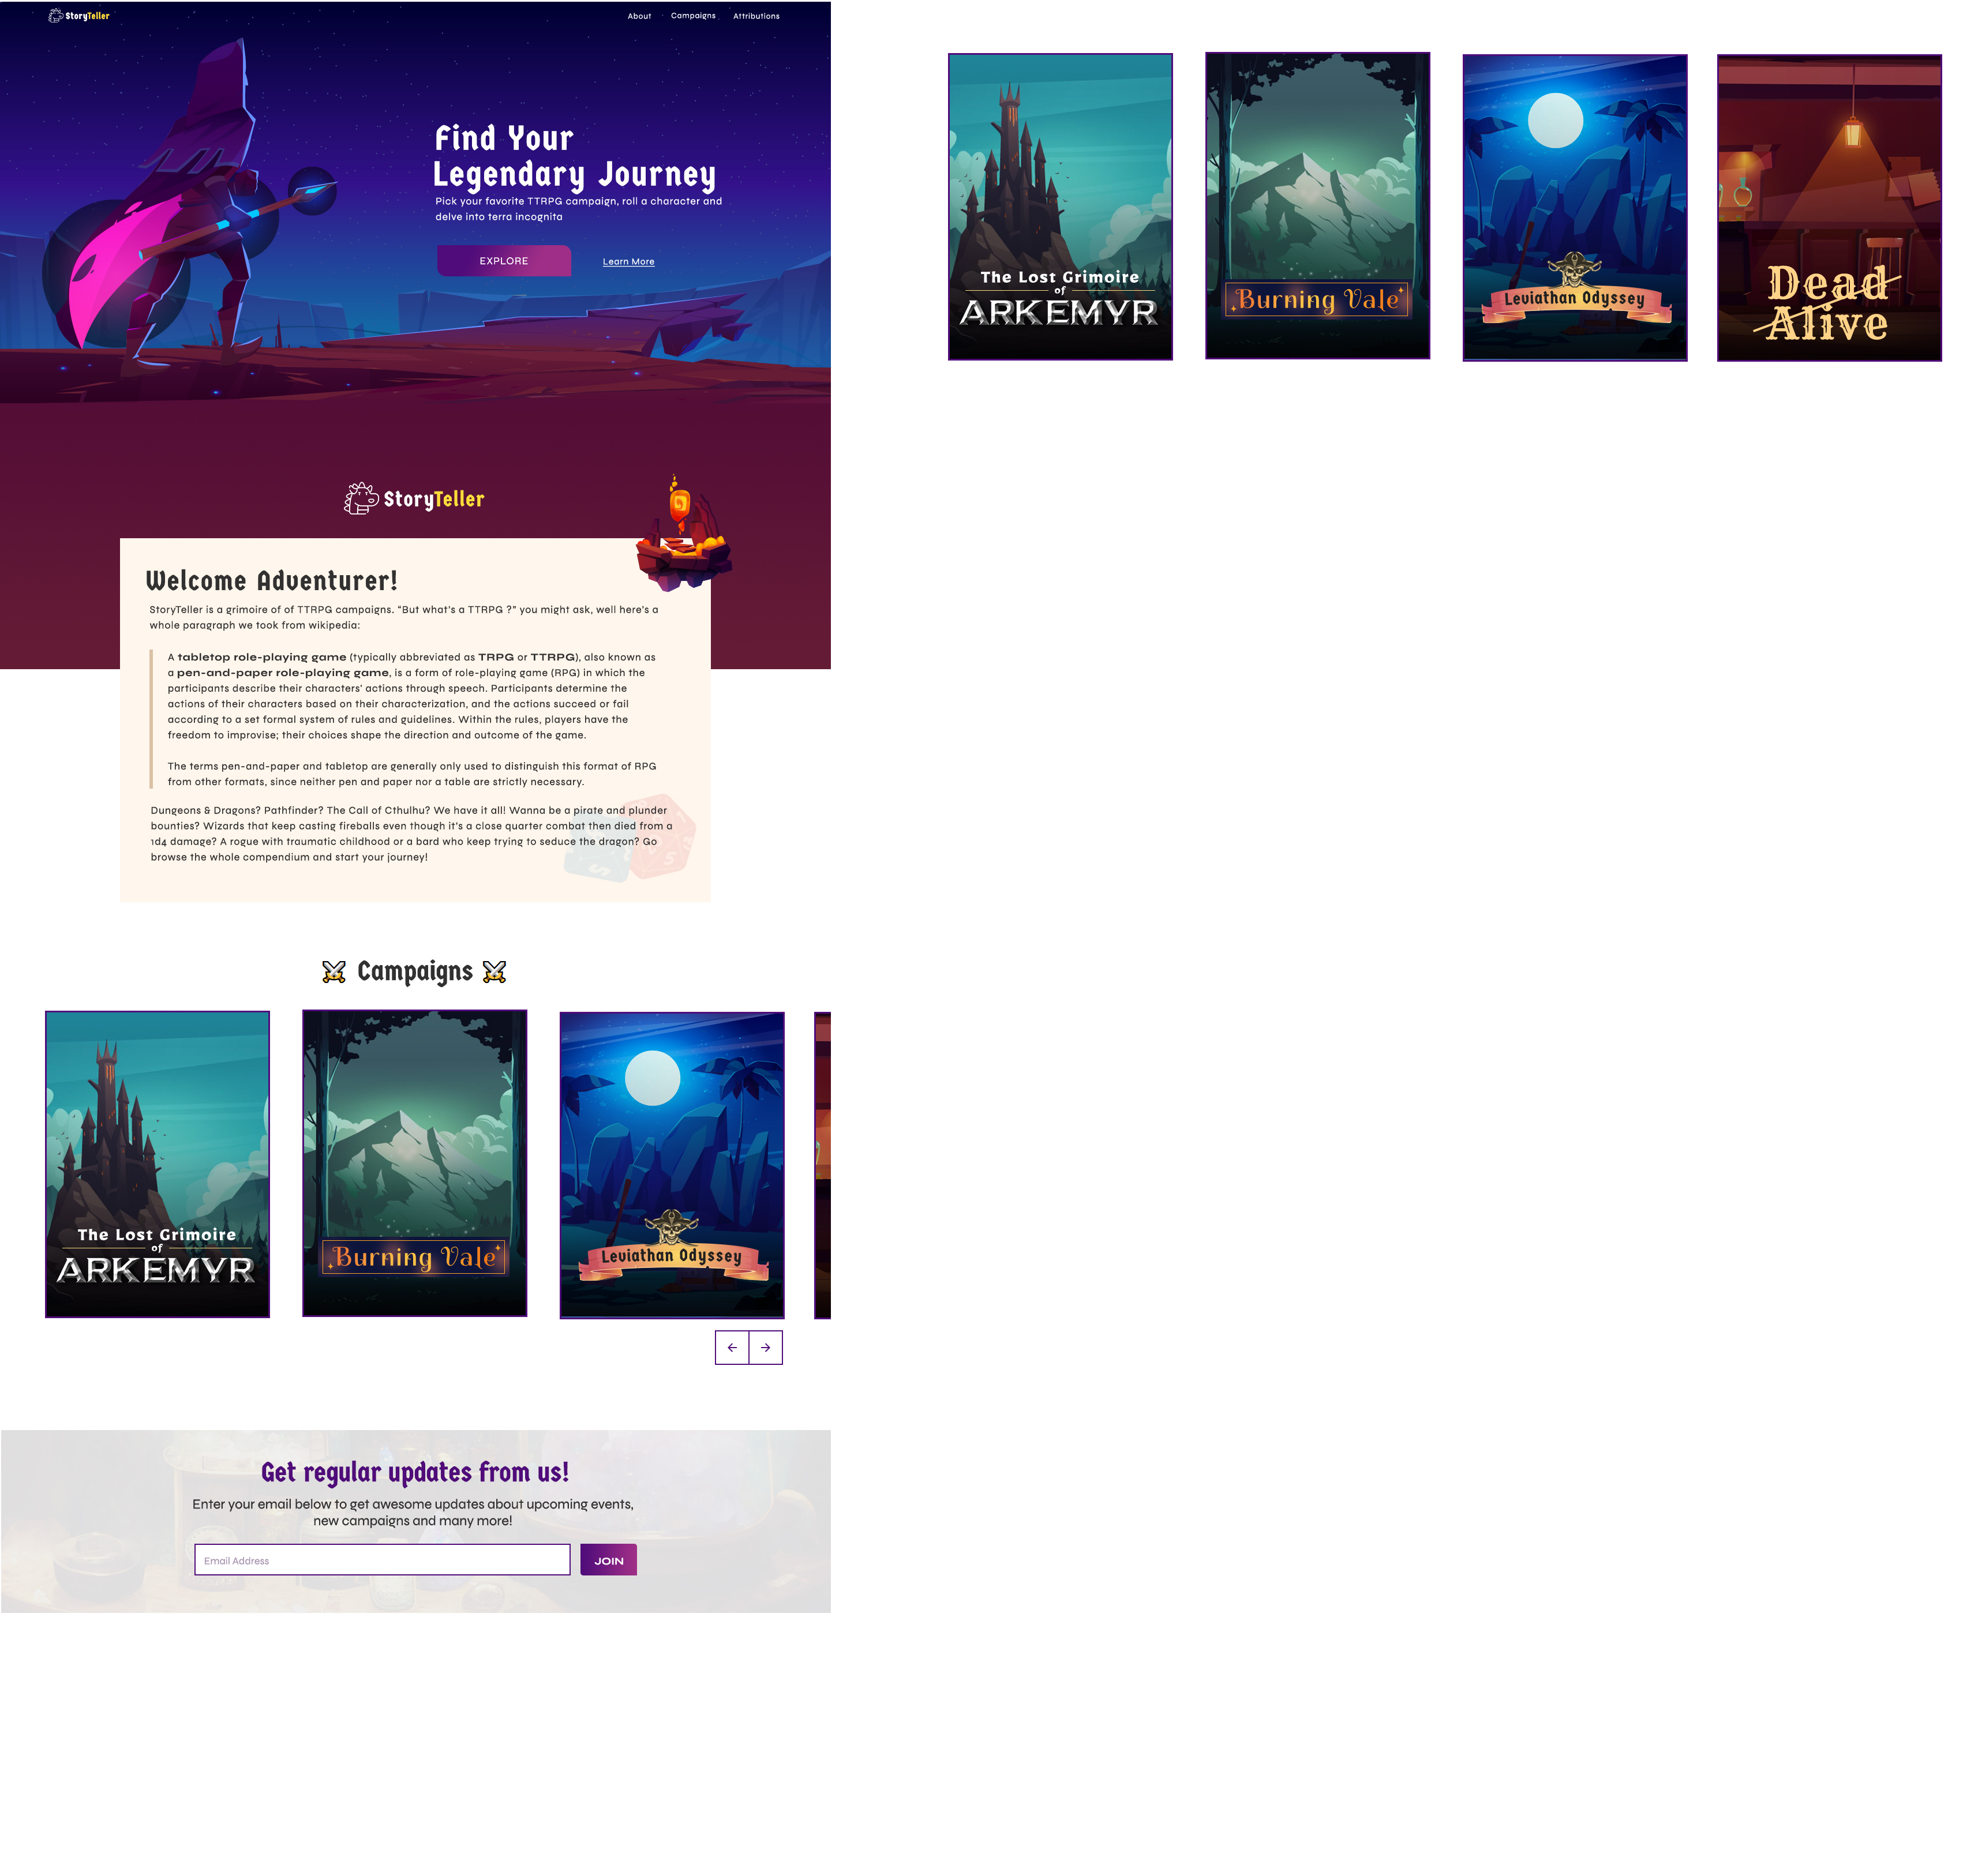 StoryTeller
About Campaigns Attributions
Find Your
Legendary Journey
Pick your favorite TTRPG campaign, roll a character and
delve into terra incognita
EXPLORE
Learn More
StoryTeller
Welcome Adventurer!
StoryTeller is a grimoire of of TTRPG campaigns. “But what’s a TTRPG ?” you might ask, well here’s a
whole paragraph we took from wikipedia:
A tabletop role-playing game (typically abbreviated as TRPG or TTRPG), also known as
a pen-and-paper role-playing game, is a form of role-playing game (RPG) in which the
participants describe their characters’ actions through speech. Participants determine the
actions of their characters based on their characterization, and the actions succeed or fail
according to a set formal system of rules and guidelines. Within the rules, players have the
freedom to improvise; their choices shape the direction and outcome of the game.
The terms pen-and-paper and tabletop are generally only used to distinguish this format of RPG
from other formats, since neither pen and paper nor a table are strictly necessary.
Dungeons & Dragons? Pathfinder? The Call of Cthulhu? We have it all! Wanna be a pirate and plunder
bounties? Wizards that keep casting fireballs even though it’s a close quarter combat then died from a
1d4 damage? A rogue with traumatic childhood or a bard who keep trying to seduce the dragon? Go
browse the whole compendium and start your journey!
Campaigns
The Lost Grimoire
of
ARKEMYR
Burning Vale
Leviathan Odyssey
Get regular updates from us!
Enter your email below to get awesome updates about upcoming events,
new campaigns and many more!
Email Address
JOIN
The Lost Grimoire
of
ARKEMYR
Burning Vale
Leviathan Odyssey
Dead
Alive